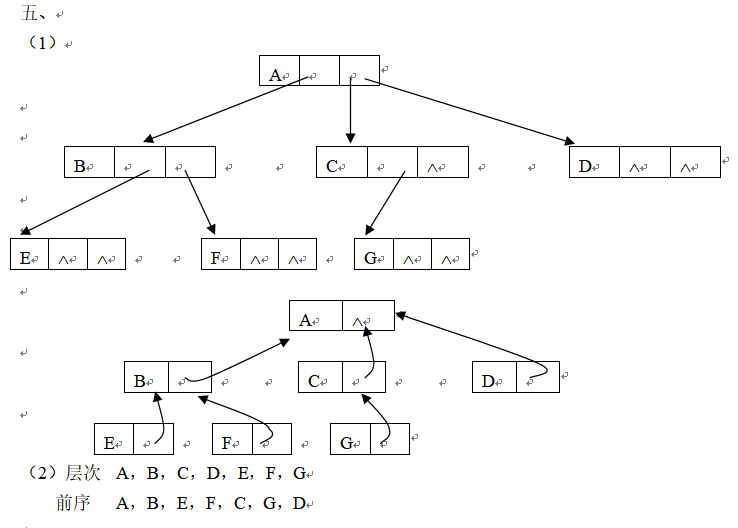 五、
（1）
A
B C ∧ D ∧ ∧
E ∧ ∧ F ∧ ∧ G ∧ ∧
A ∧
B C D
E F G
（2）层次 A，B，C，D，E，F，G
前序 A，B，E，F，C，G，D